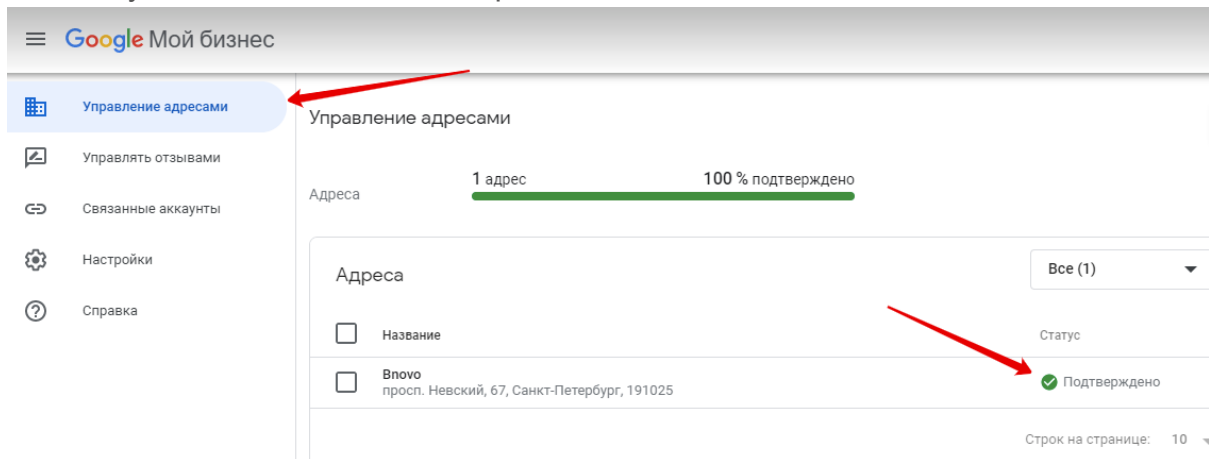 Google Мой бизнес
Управление адресами
Управлять отзывами
Связанные аккаунты
Настройки
Справка
Управление адресами
Адреса
1 адрес
100 % подтверждено
Адреса
Все (1)
Название
Статус
Bnovo
просп. Невский, 67, Санкт-Петербург, 191025
Подтверждено
Строк на странице: 10